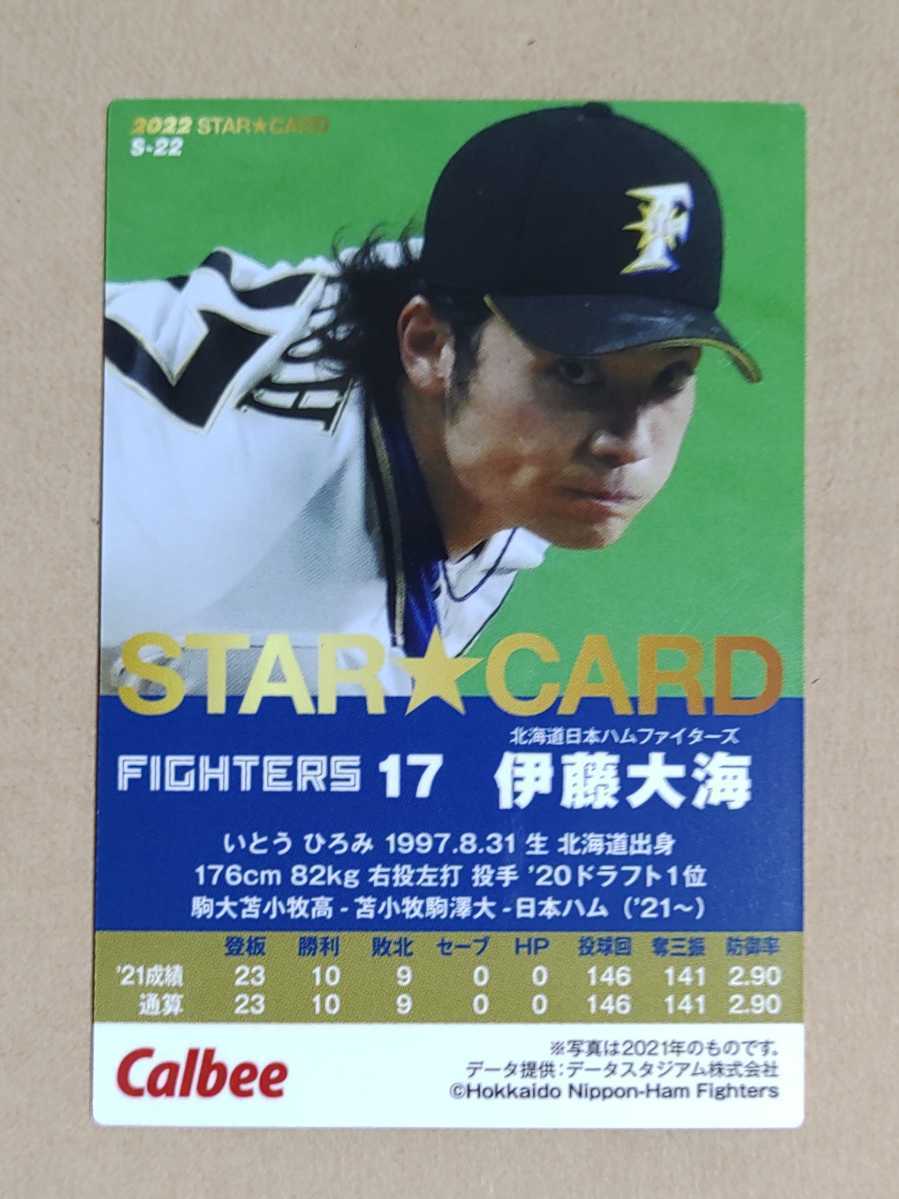 2022 STAR★CARD
S-22
F
STAR★CARD
北海道日本ハムファイターズ
FIGHTERS 17 伊藤大海
いとう ひろみ 1997.8.31 生 北海道出身
176cm 82kg 右投左打 投手 '20ドラフト1位
駒大苫小牧高-苫小牧駒澤大-日本ハム ('21〜)
登板 勝利 敗北 セーブ HP 投球回 奪三振 防御率
'21成績 23 10 9 0 0 146 141 2.90
通算 23 10 9 0 0 146 141 2.90
Calbee
※写真は2021年のものです。
データ提供:データスタジアム株式会社
©Hokkaido Nippon-Ham Fighters